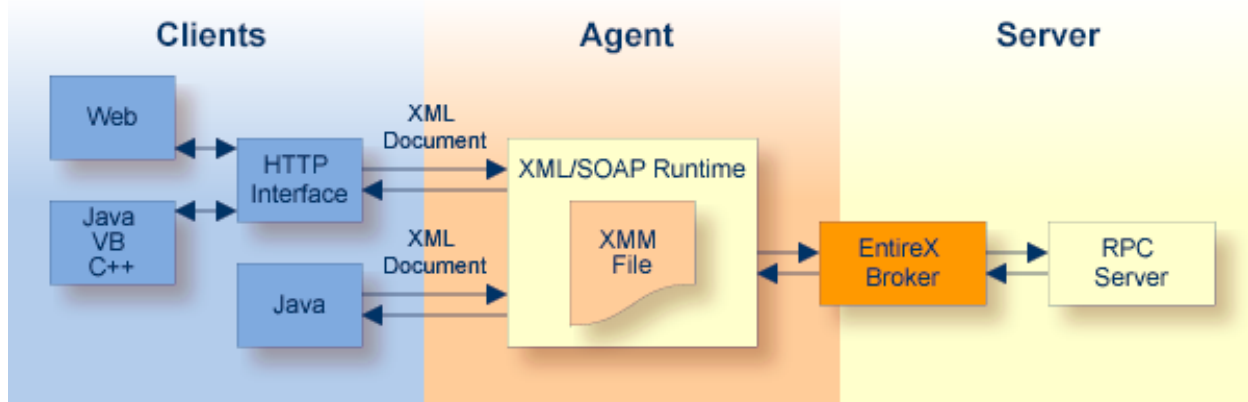 Clients
Agent
Server
Web
HTTP
Interface
Java
VB
C++
Java
XML
Document
XML
Document
XML/SOAP Runtime
XMM
File
EntireX
Broker
RPC
Server